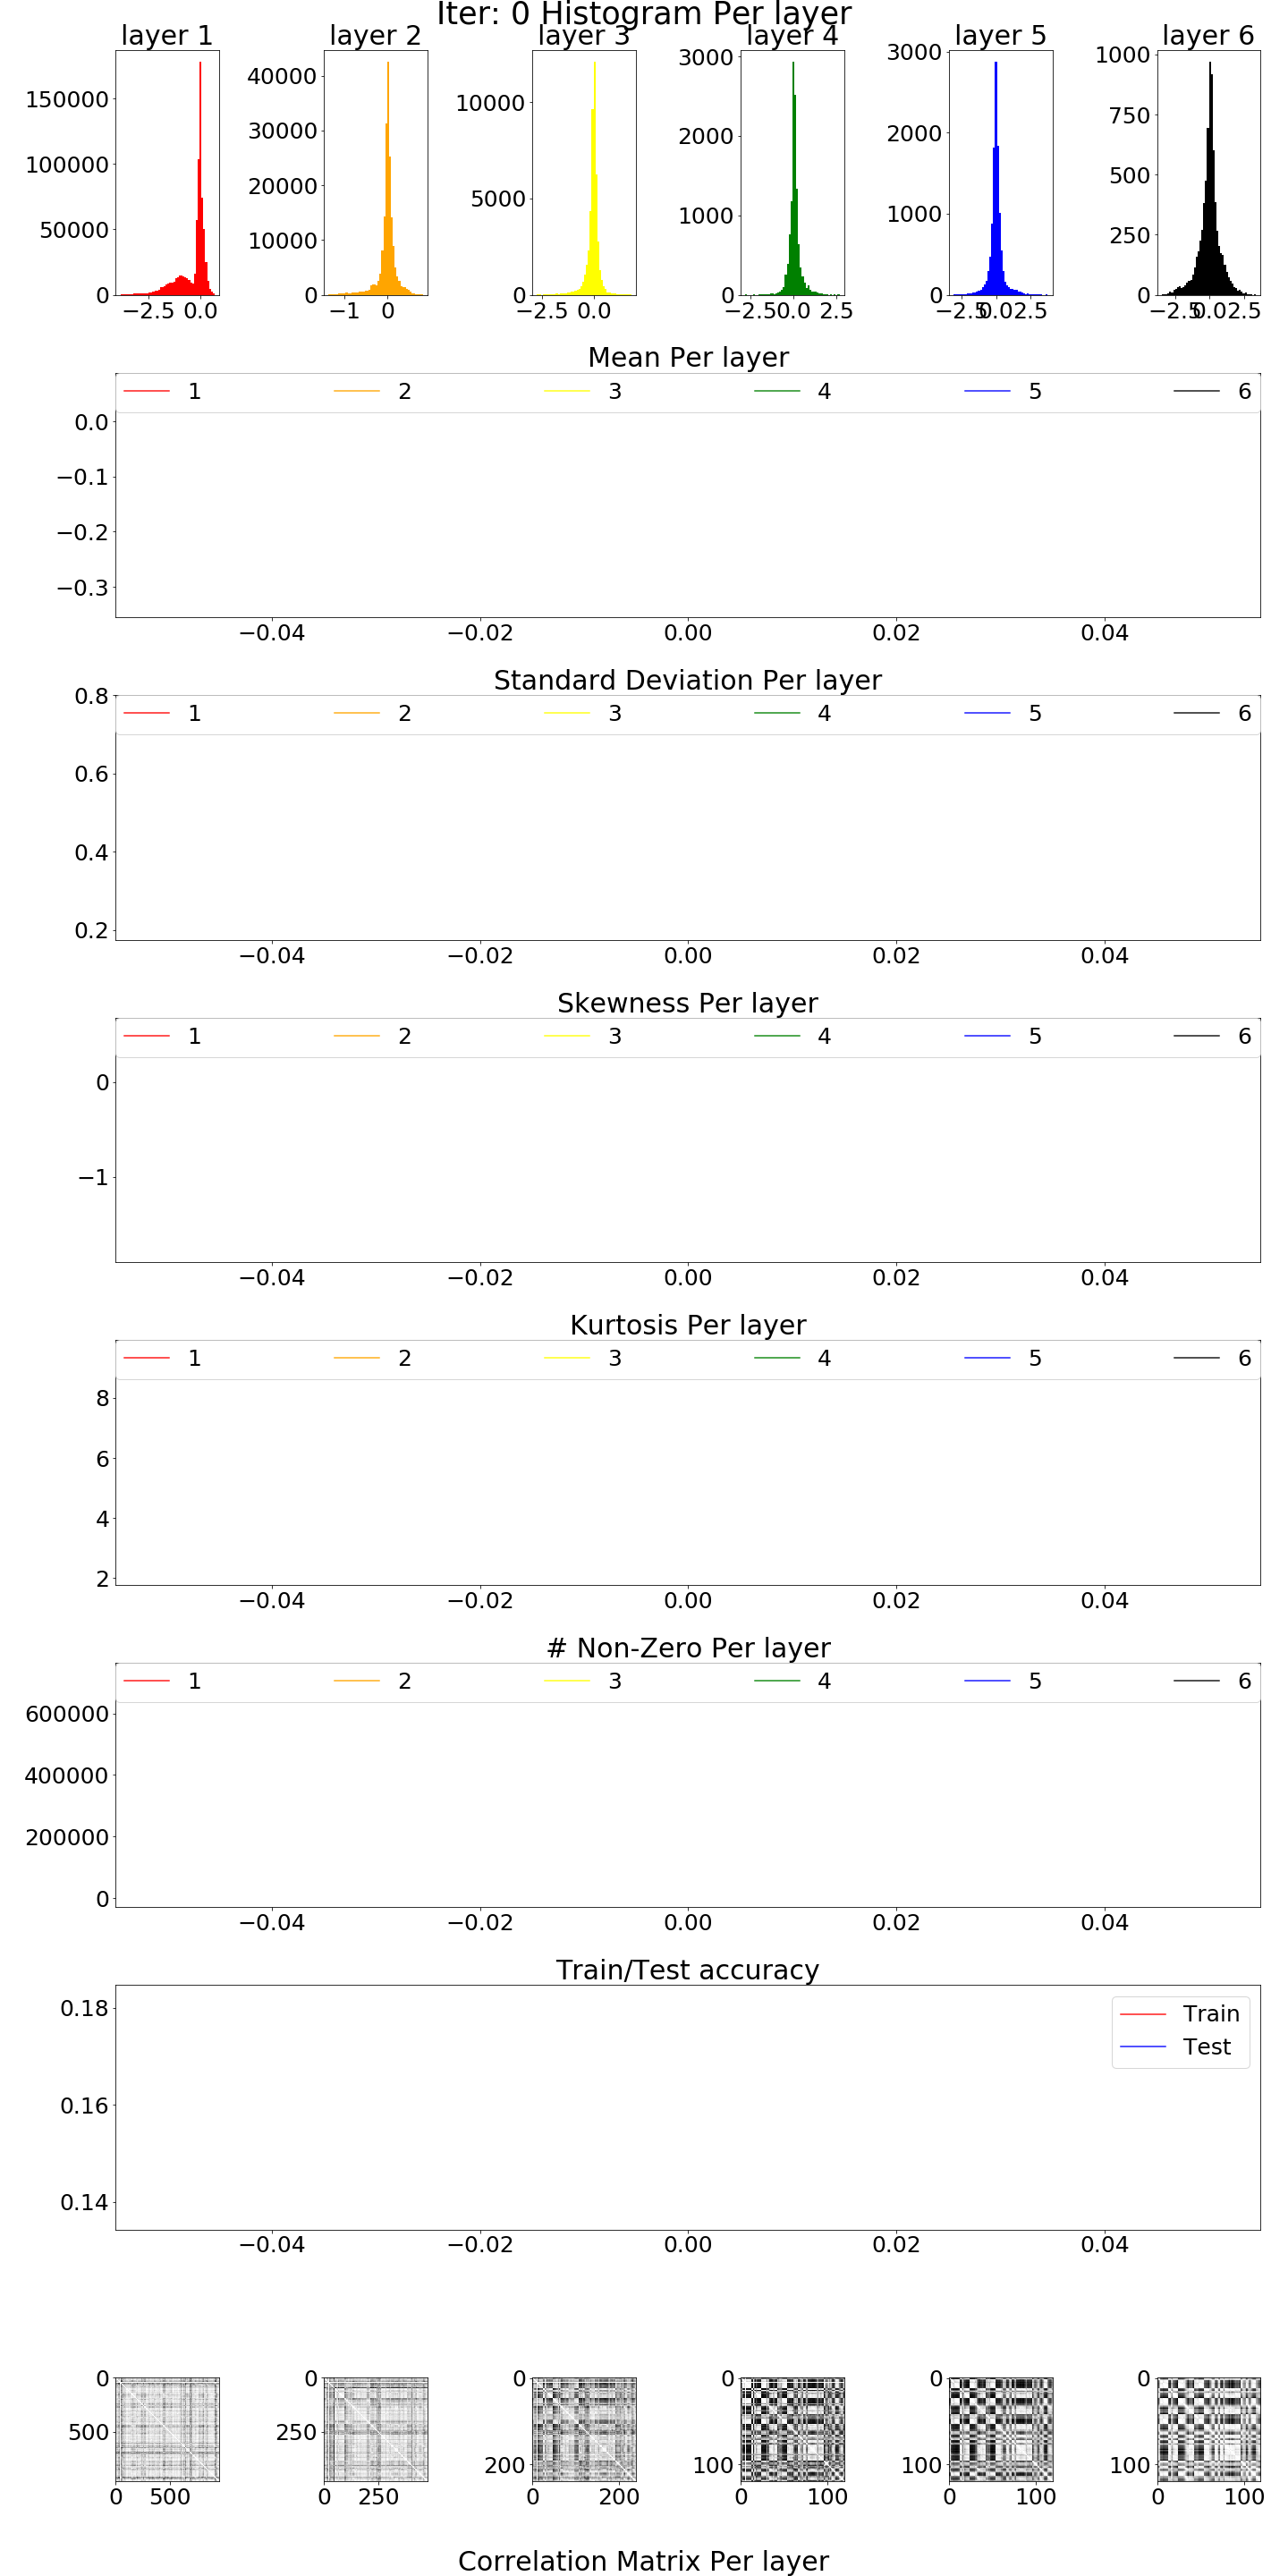 Iter: 0 Histogram Per layer
layer 1 layer 2 layer 3 layer 4 layer 5 layer 6
150000 100000 50000 0
−2.5 0.0
40000 30000 20000 10000 0
−1 0
10000 5000 0
−2.5 0.0
3000 2000 1000 0
−2.5 0.0 2.5
3000 2000 1000 0
−2.5 0.0 2.5
1000 750 500 250 0
−2.5 0.0 2.5
Mean Per layer
1 2 3 4 5 6
0.0
−0.1
−0.2
−0.3
−0.04 −0.02 0.00 0.02 0.04
Standard Deviation Per layer
0.8
1 2 3 4 5 6
0.6
0.4
0.2
−0.04 −0.02 0.00 0.02 0.04
Skewness Per layer
1 2 3 4 5 6
0
−1
−0.04 −0.02 0.00 0.02 0.04
Kurtosis Per layer
1 2 3 4 5 6
8
6
4
2
−0.04 −0.02 0.00 0.02 0.04
# Non-Zero Per layer
1 2 3 4 5 6
600000
400000
200000
0
−0.04 −0.02 0.00 0.02 0.04
Train/Test accuracy
Train
Test
0.18
0.16
0.14
−0.04 −0.02 0.00 0.02 0.04
0 500
0 500
0 250
0 250
0 200
0 200
0 100
0 100
0 100
0 100
0 100
0 100
Correlation Matrix Per layer